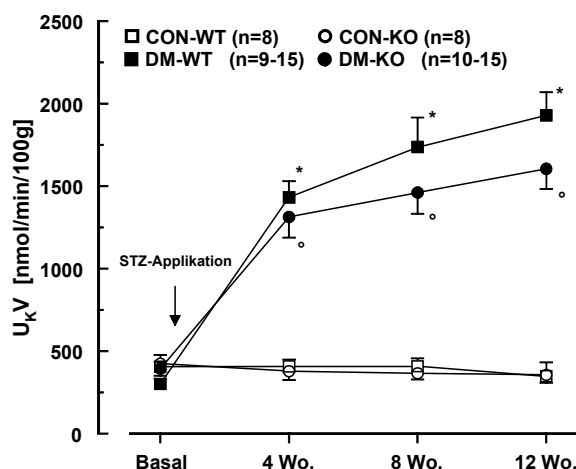 2500
CON-WT (n=8) CON-KO (n=8)
DM-WT (n=9-15) DM-KO (n=10-15)
2000
1500
1000
500
0
UKV [nmol/min/100g]
STZ-Applikation
* * *
° ° °
Basal 4 Wo. 8 Wo. 12 Wo.